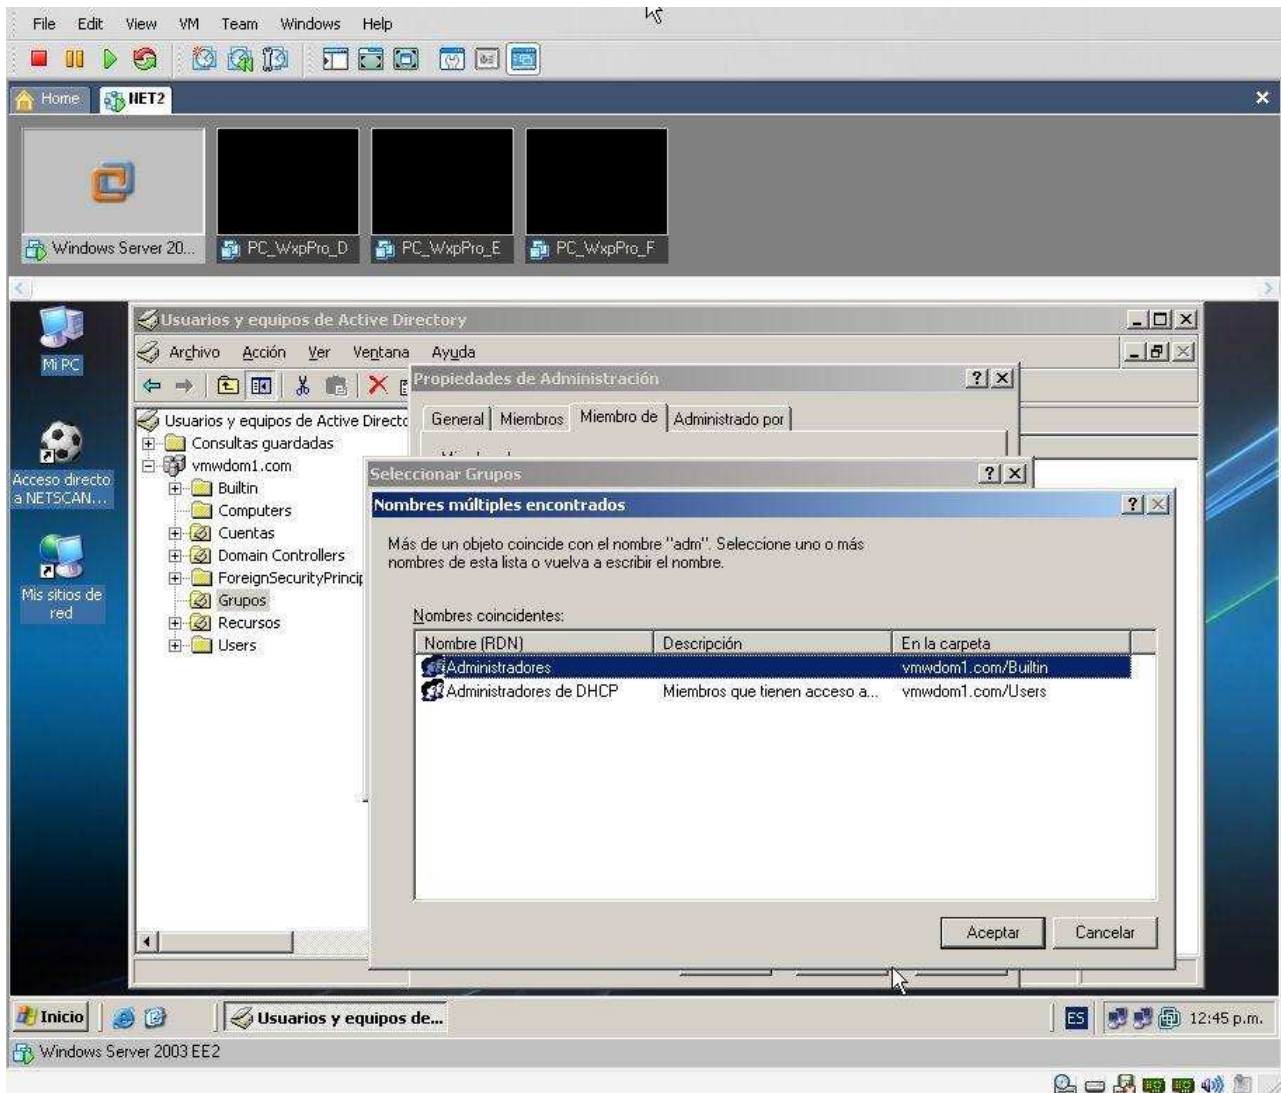 File Edit View VM Team Windows Help
Home NET2
Windows Server 20... PC_WxpPro_D PC_WxpPro_E PC_WxpPro_F
Mi PC
Acceso directo
a NETSCAN...
Mis sitios de
red
Usuarios y equipos de Active Directory
Archivo Acción Ver Ventana Ayuda
Propiedades de Administración
General Miembros Miembro de Administrado por
Usuarios y equipos de Active Directo
Consultas guardadas
vmwdom1.com
Builtin
Computers
Cuentas
Domain Controllers
ForeignSecurityPrincip
Grupos
Recursos
Users
Seleccionar Grupos
Nombres múltiples encontrados
Más de un objeto coincide con el nombre "adm". Seleccione uno o más
nombres de esta lista o vuelva a escribir el nombre.
Nombres coincidentes:
Nombre (RDN) Descripción En la carpeta
Administradores vmwdom1.com/Builtin
Administradores de DHCP Miembros que tienen acceso a... vmwdom1.com/Users
Aceptar Cancelar
Inicio Usuarios y equipos de... ES 12:45 p.m.
Windows Server 2003 EE2